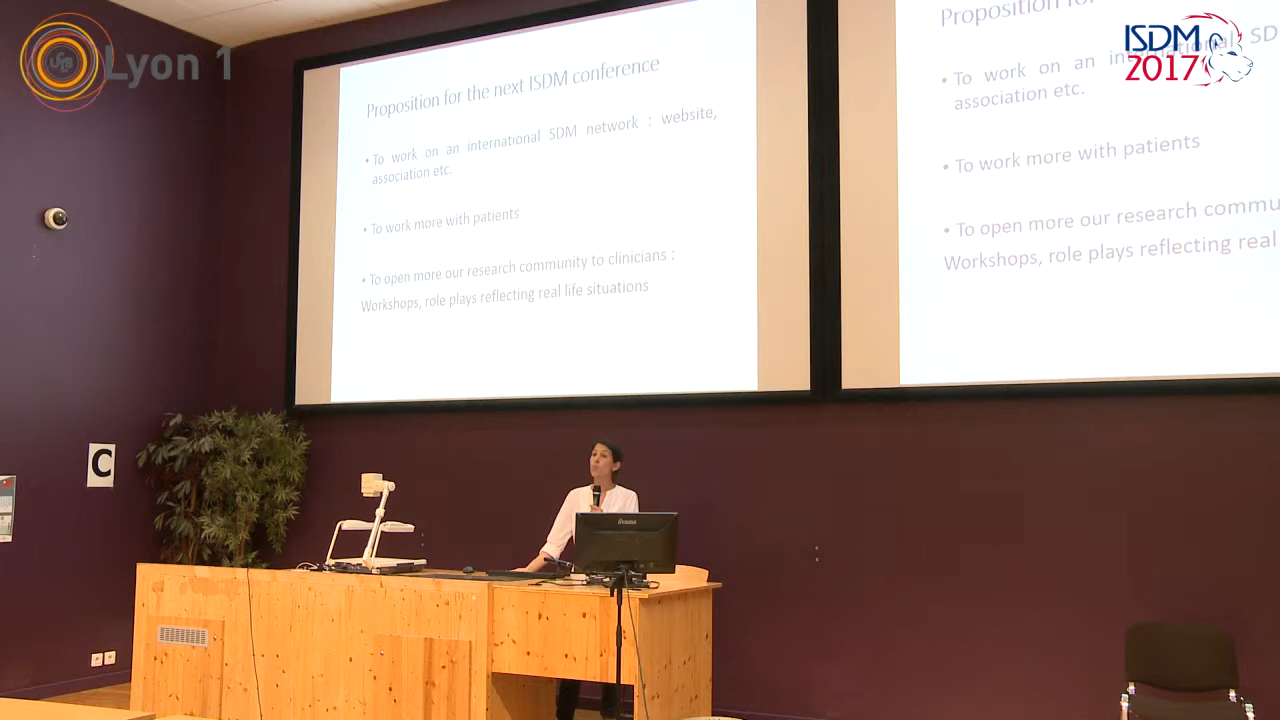 Lyon 1
ISDM
2017
Proposition for the next ISDM conference
• To work on an international SDM network : website,
association etc.
• To work more with patients
• To open more our research community to clinicians :
Workshops, role plays reflecting real life situations
Proposition
• To work on an international SD
association etc.
• To work more with patients
• To open more our research commu
Workshops, role plays reflecting real
C
iiyama